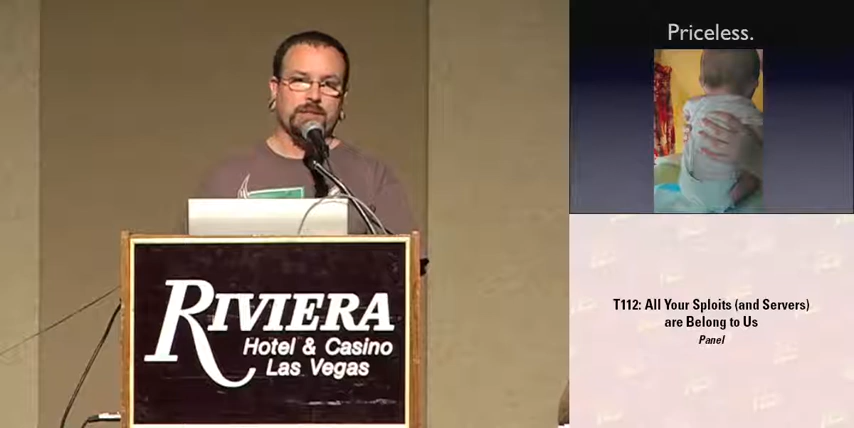 Priceless.
RIVIERA
Hotel & Casino
Las Vegas
T112: All Your Sploits (and Servers)
are Belong to Us
Panel